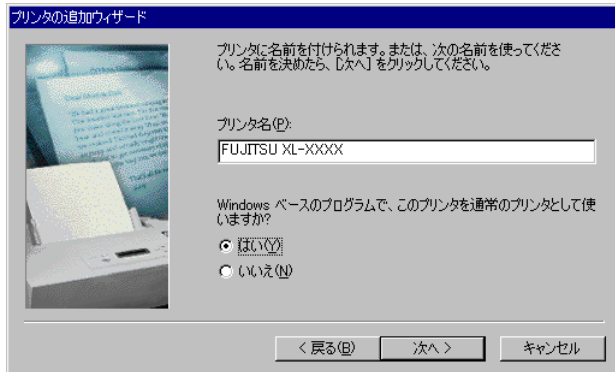 プリンタの追加ウィザード
プリンタに名前を付けられます。または、次の名前を使ってくださ
い。名前を決めたら、[次へ] をクリックしてください。
プリンタ名(P):
FUJITSU XL-XXXX
Windows ベースのプログラムで、このプリンタを通常のプリンタとして使
いますか?
はい(Y)
いいえ(N)
< 戻る(B)
次へ >
キャンセル